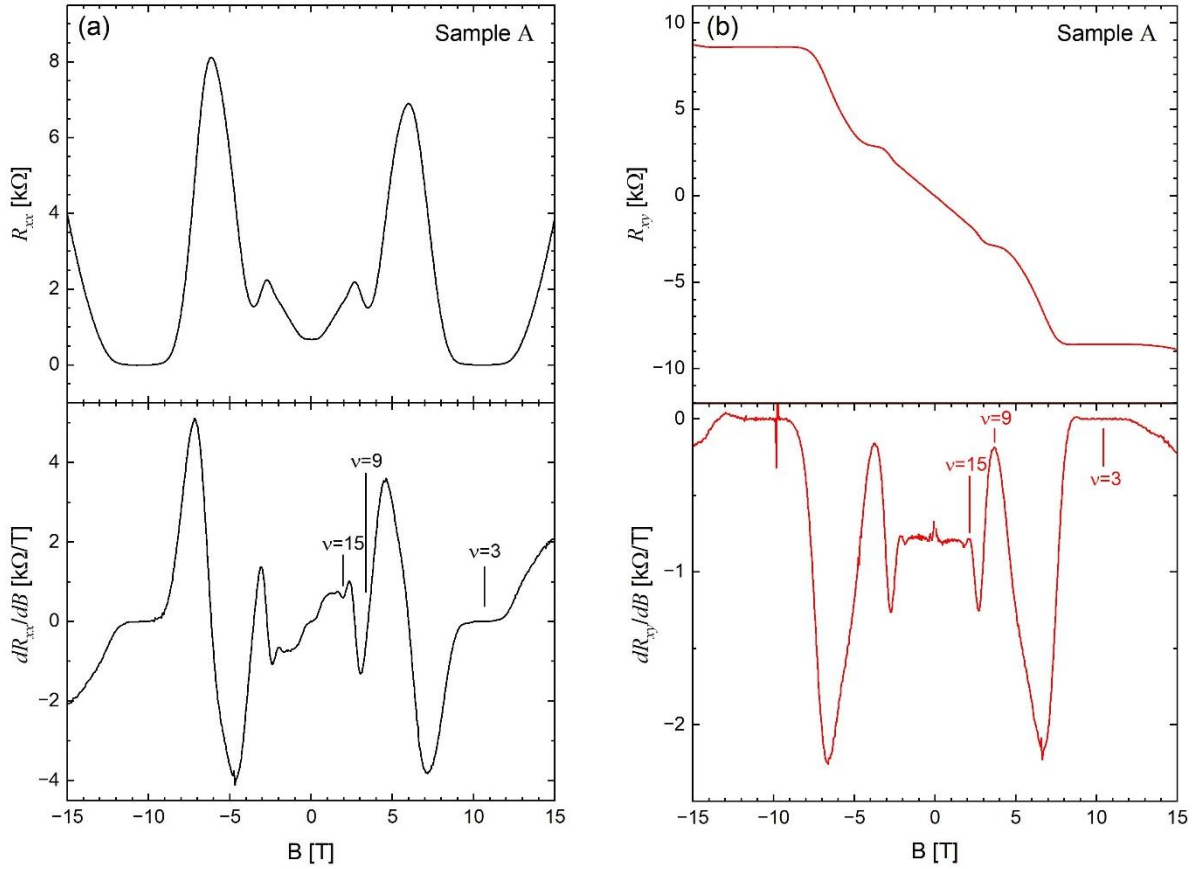 (a)
Sample A
R_xx [kΩ]
8
6
4
2
0
dR_xx/dB [kΩ/T]
4
2
0
−2
−4
ν=15
ν=9
ν=3
−15 −10 −5 0 5 10 15
B [T]
(b)
Sample A
R_xy [kΩ]
10
5
0
−5
−10
dR_xy/dB [kΩ/T]
0
−1
−2
ν=9
ν=15
ν=3
−15 −10 −5 0 5 10 15
B [T]